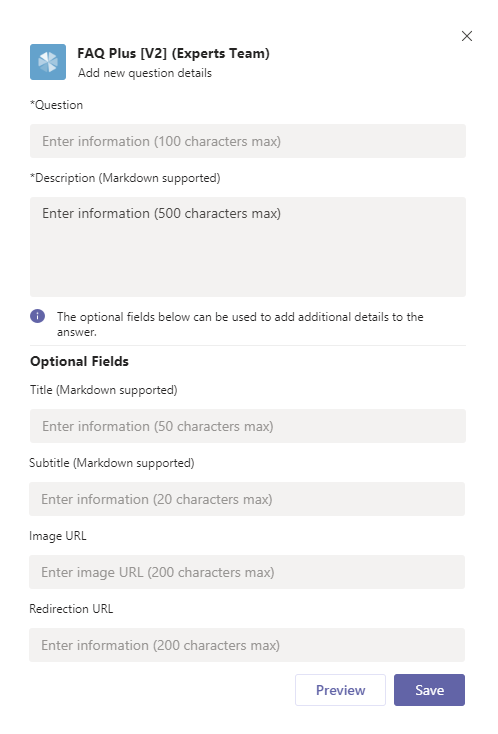 FAQ Plus [V2] (Experts Team)
Add new question details
*Question
Enter information (100 characters max)
*Description (Markdown supported)
Enter information (500 characters max)
The optional fields below can be used to add additional details to the
answer.
Optional Fields
Title (Markdown supported)
Enter information (50 characters max)
Subtitle (Markdown supported)
Enter information (20 characters max)
Image URL
Enter image URL (200 characters max)
Redirection URL
Enter information (200 characters max)
Preview Save